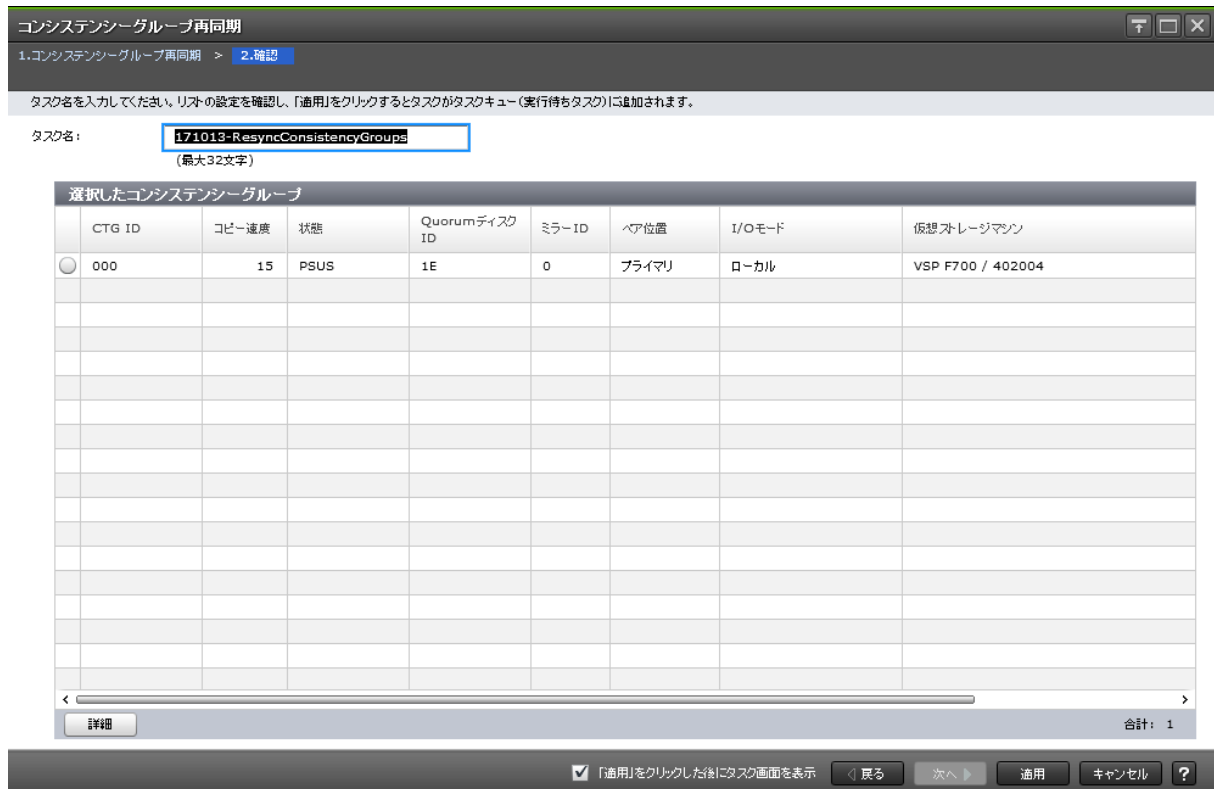 コンシステンシーグループ再同期
1.コンシステンシーグループ再同期 > 2.確認
タスク名を入力してください。リストの設定を確認し、「適用」をクリックするとタスクがタスクキュー(実行待ちタスク)に追加されます。
タスク名: 171013-ResyncConsistencyGroups
(最大32文字)
選択したコンシステンシーグループ
CTG ID コピー速度 状態 Quorumディスク ID ミラーID ペア位置 I/Oモード 仮想ストレージマシン
000 15 PSUS 1E 0 プライマリ ローカル VSP F700 / 402004
詳細 合計: 1
「適用」をクリックした後にタスク画面を表示 戻る 次へ 適用 キャンセル ?